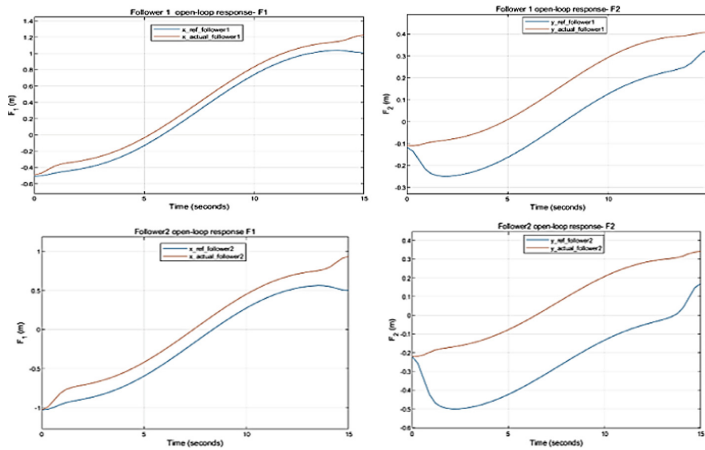 Follower 1 open-loop response- F1
x_ref_follower1
x_actual_follower1
1.4
1.2
1
0.8
0.6
0.4
0.2
0
-0.2
-0.4
-0.6
F1 (m)
0
5
10
15
Time (seconds)
Follower 1 open-loop response- F2
y_ref_follower1
y_actual_follower1
0.4
0.3
0.2
0.1
0
-0.1
-0.2
-0.3
F2 (m)
0
5
10
15
Time (seconds)
Follower2 open-loop response F1
x_ref_follower2
x_actual_follower2
1
0.5
0
-0.5
-1
F1 (m)
0
5
10
15
Time (seconds)
Follower2 open-loop response- F2
y_ref_follower2
y_actual_follower2
0.4
0.3
0.2
0.1
0
-0.1
-0.2
-0.3
-0.4
-0.5
-0.6
F2 (m)
0
5
10
15
Time (seconds)